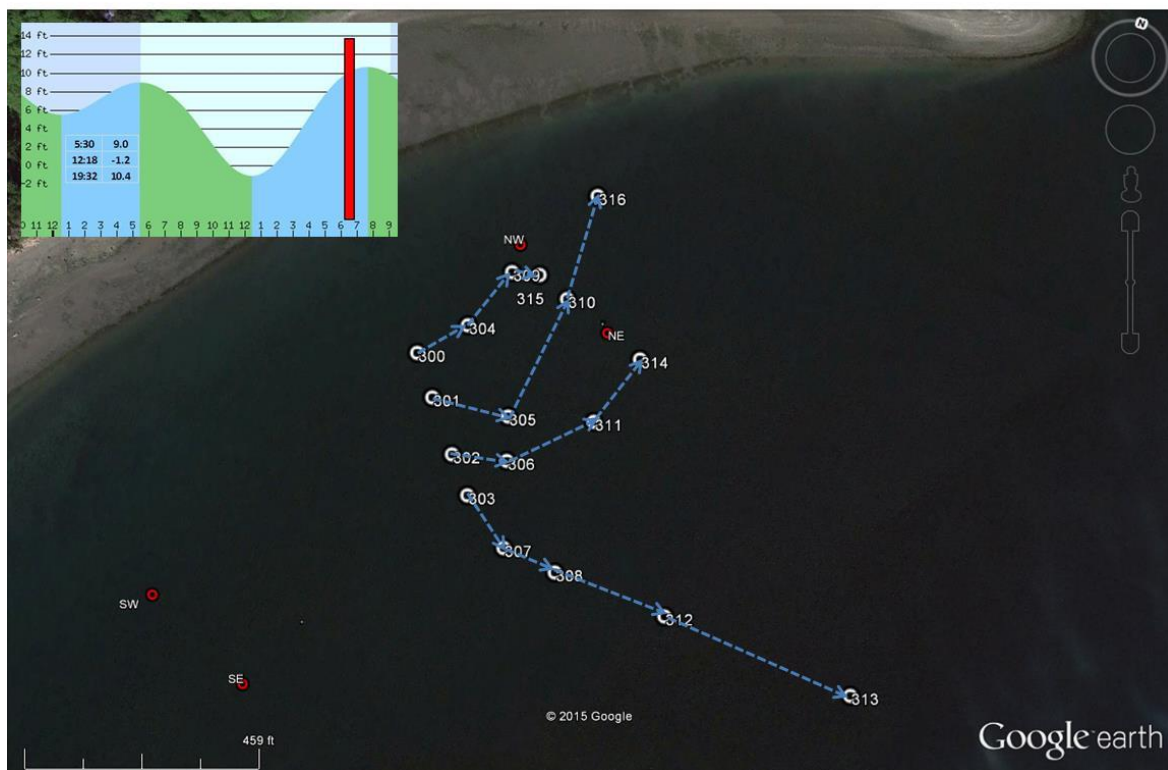 14 ft
12 ft
10 ft
8 ft
6 ft
4 ft
2 ft
0 ft
-2 ft
5:30 9.0
12:18 -1.2
19:32 10.4
0 11 12 1 2 3 4 5 6 7 8 9 10 11 12 1 2 3 4 5 6 7 8 9
N
316
NW
309
315
310
304
NE
300
314
301
305
311
302
306
303
307
308
SW
312
SE
313
© 2015 Google
459 ft
Google earth